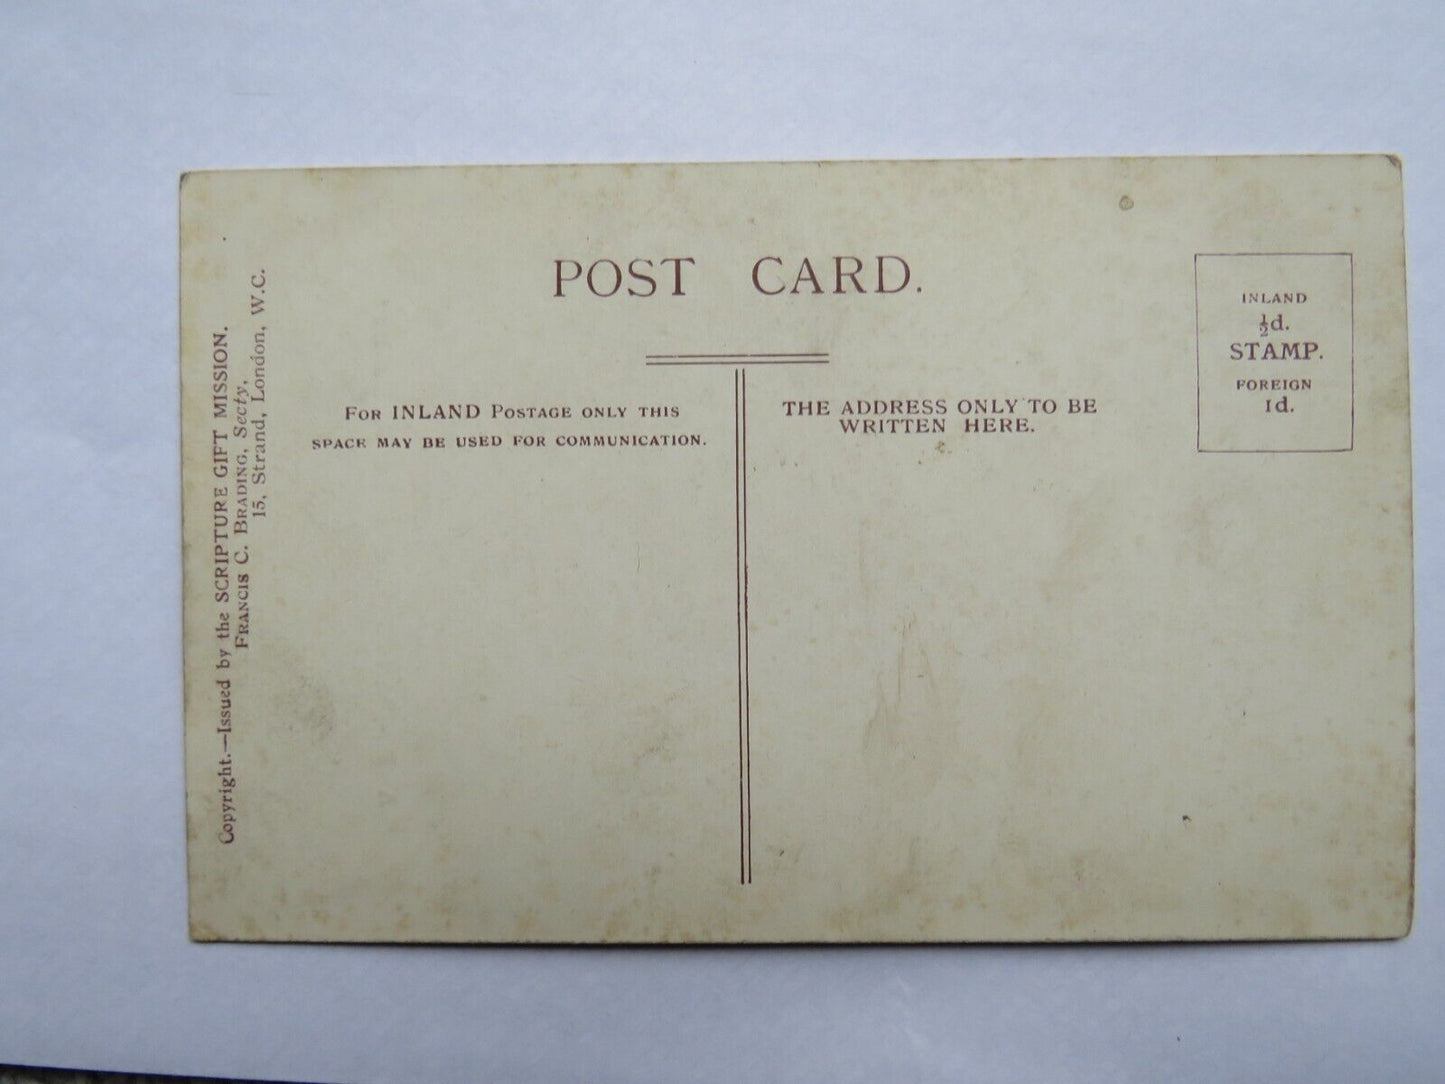 POST CARD.
Copyright.—Issued by the SCRIPTURE GIFT MISSION.
FRANCIS C. BRADING, Secty,
15, Strand, London, W.C.
FOR INLAND POSTAGE ONLY THIS
SPACE MAY BE USED FOR COMMUNICATION.
THE ADDRESS ONLY TO BE
WRITTEN HERE.
INLAND
½d.
STAMP.
FOREIGN
1d.